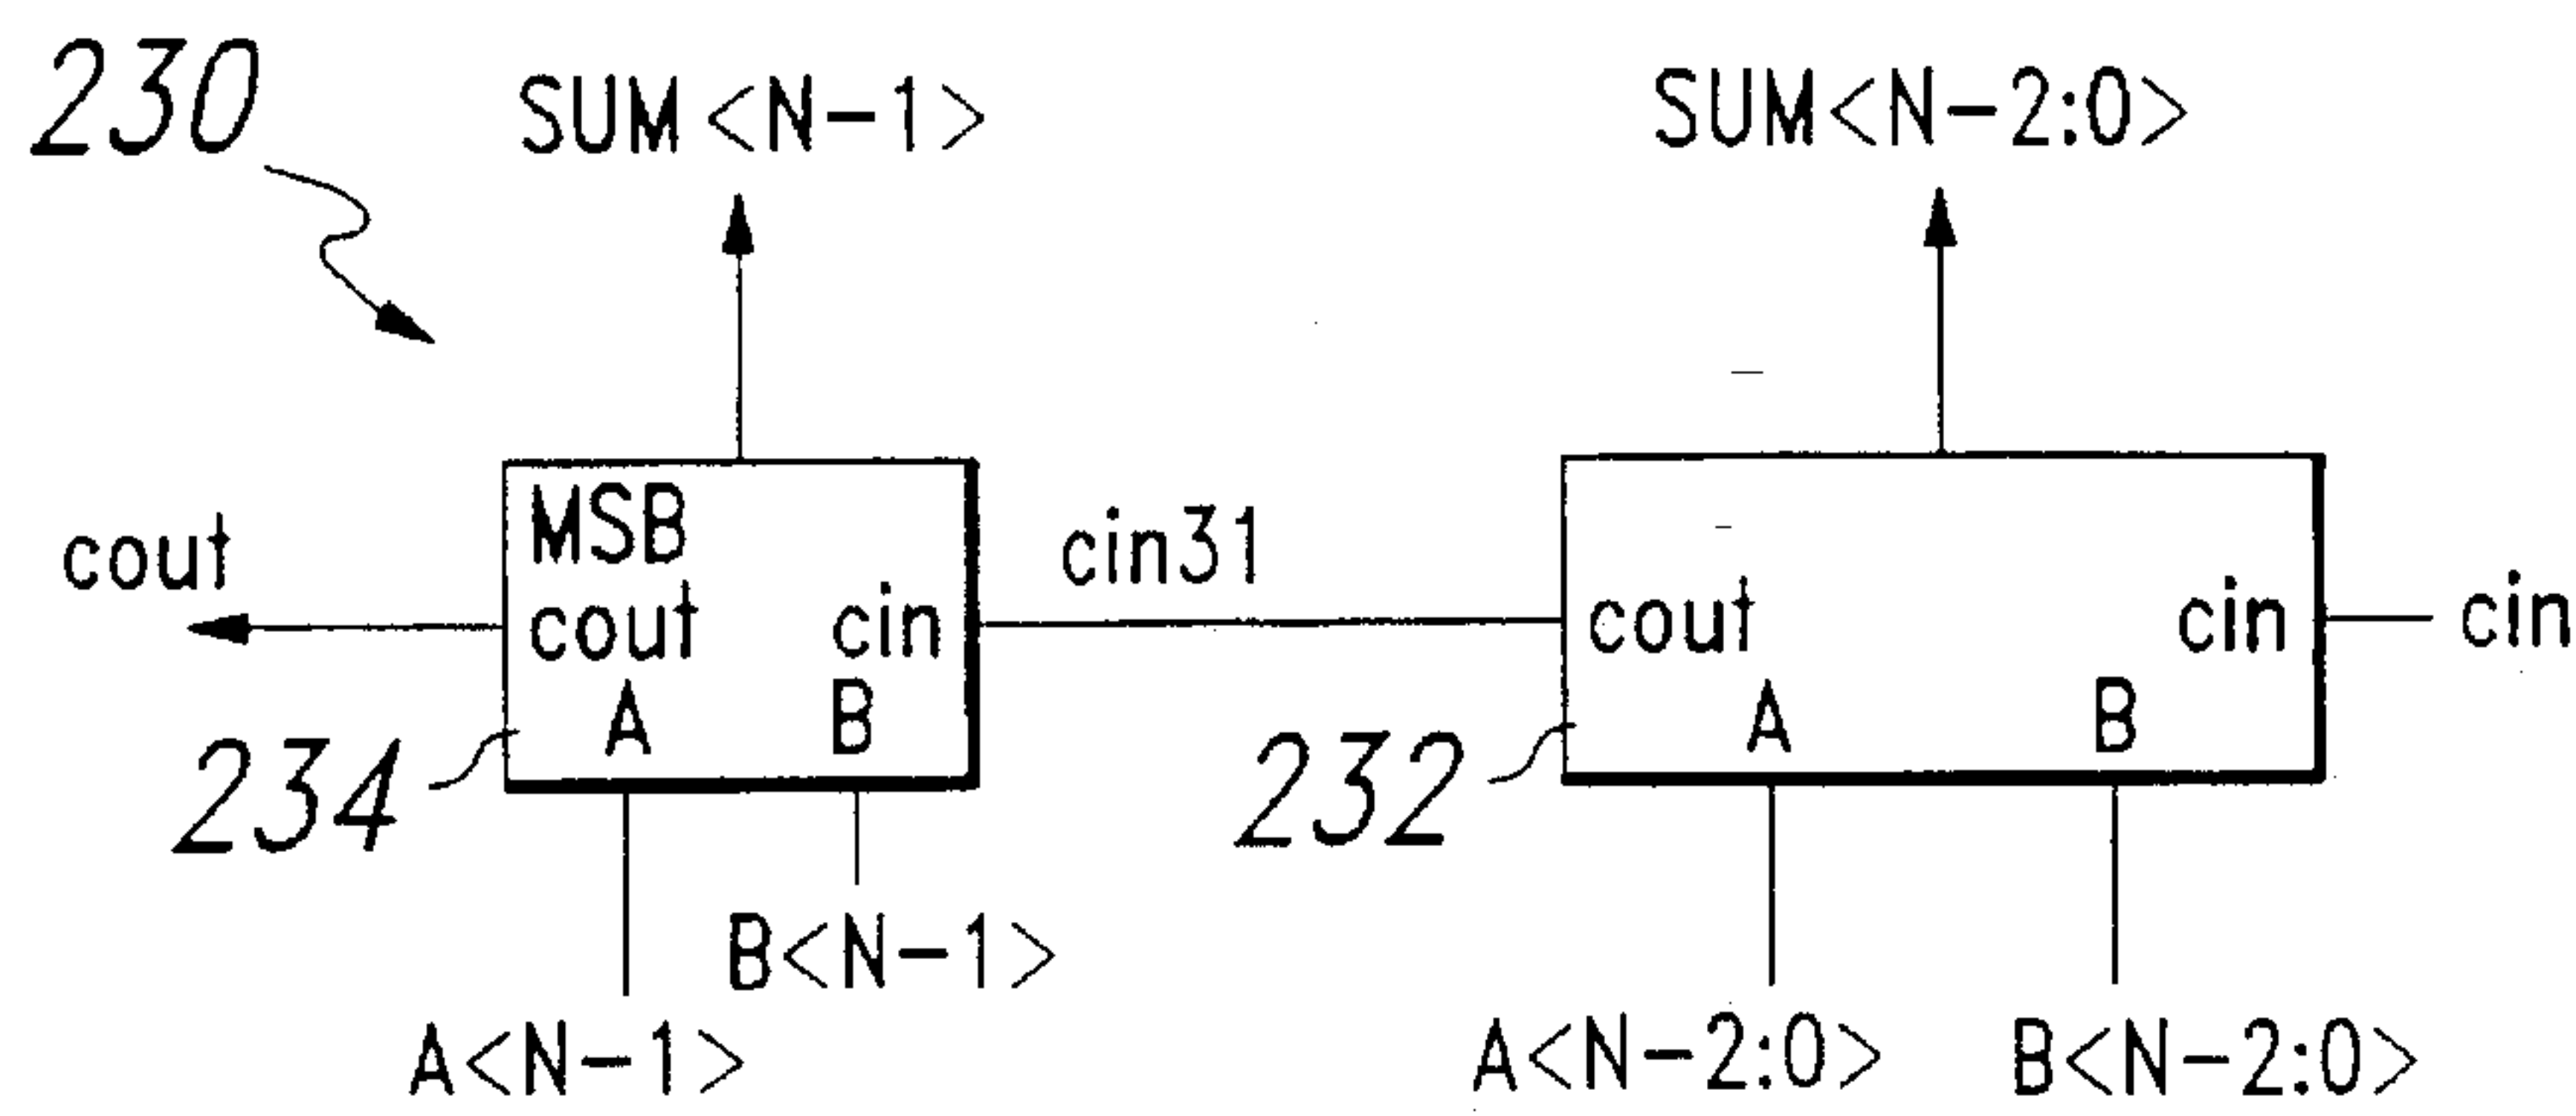 230
SUM<N-1>
SUM<N-2:0>
cout
MSB
cout
cin
A
B
cin31
cout
cin
A
B
cin
234
232
B<N-1>
A<N-1>
A<N-2:0>
B<N-2:0>